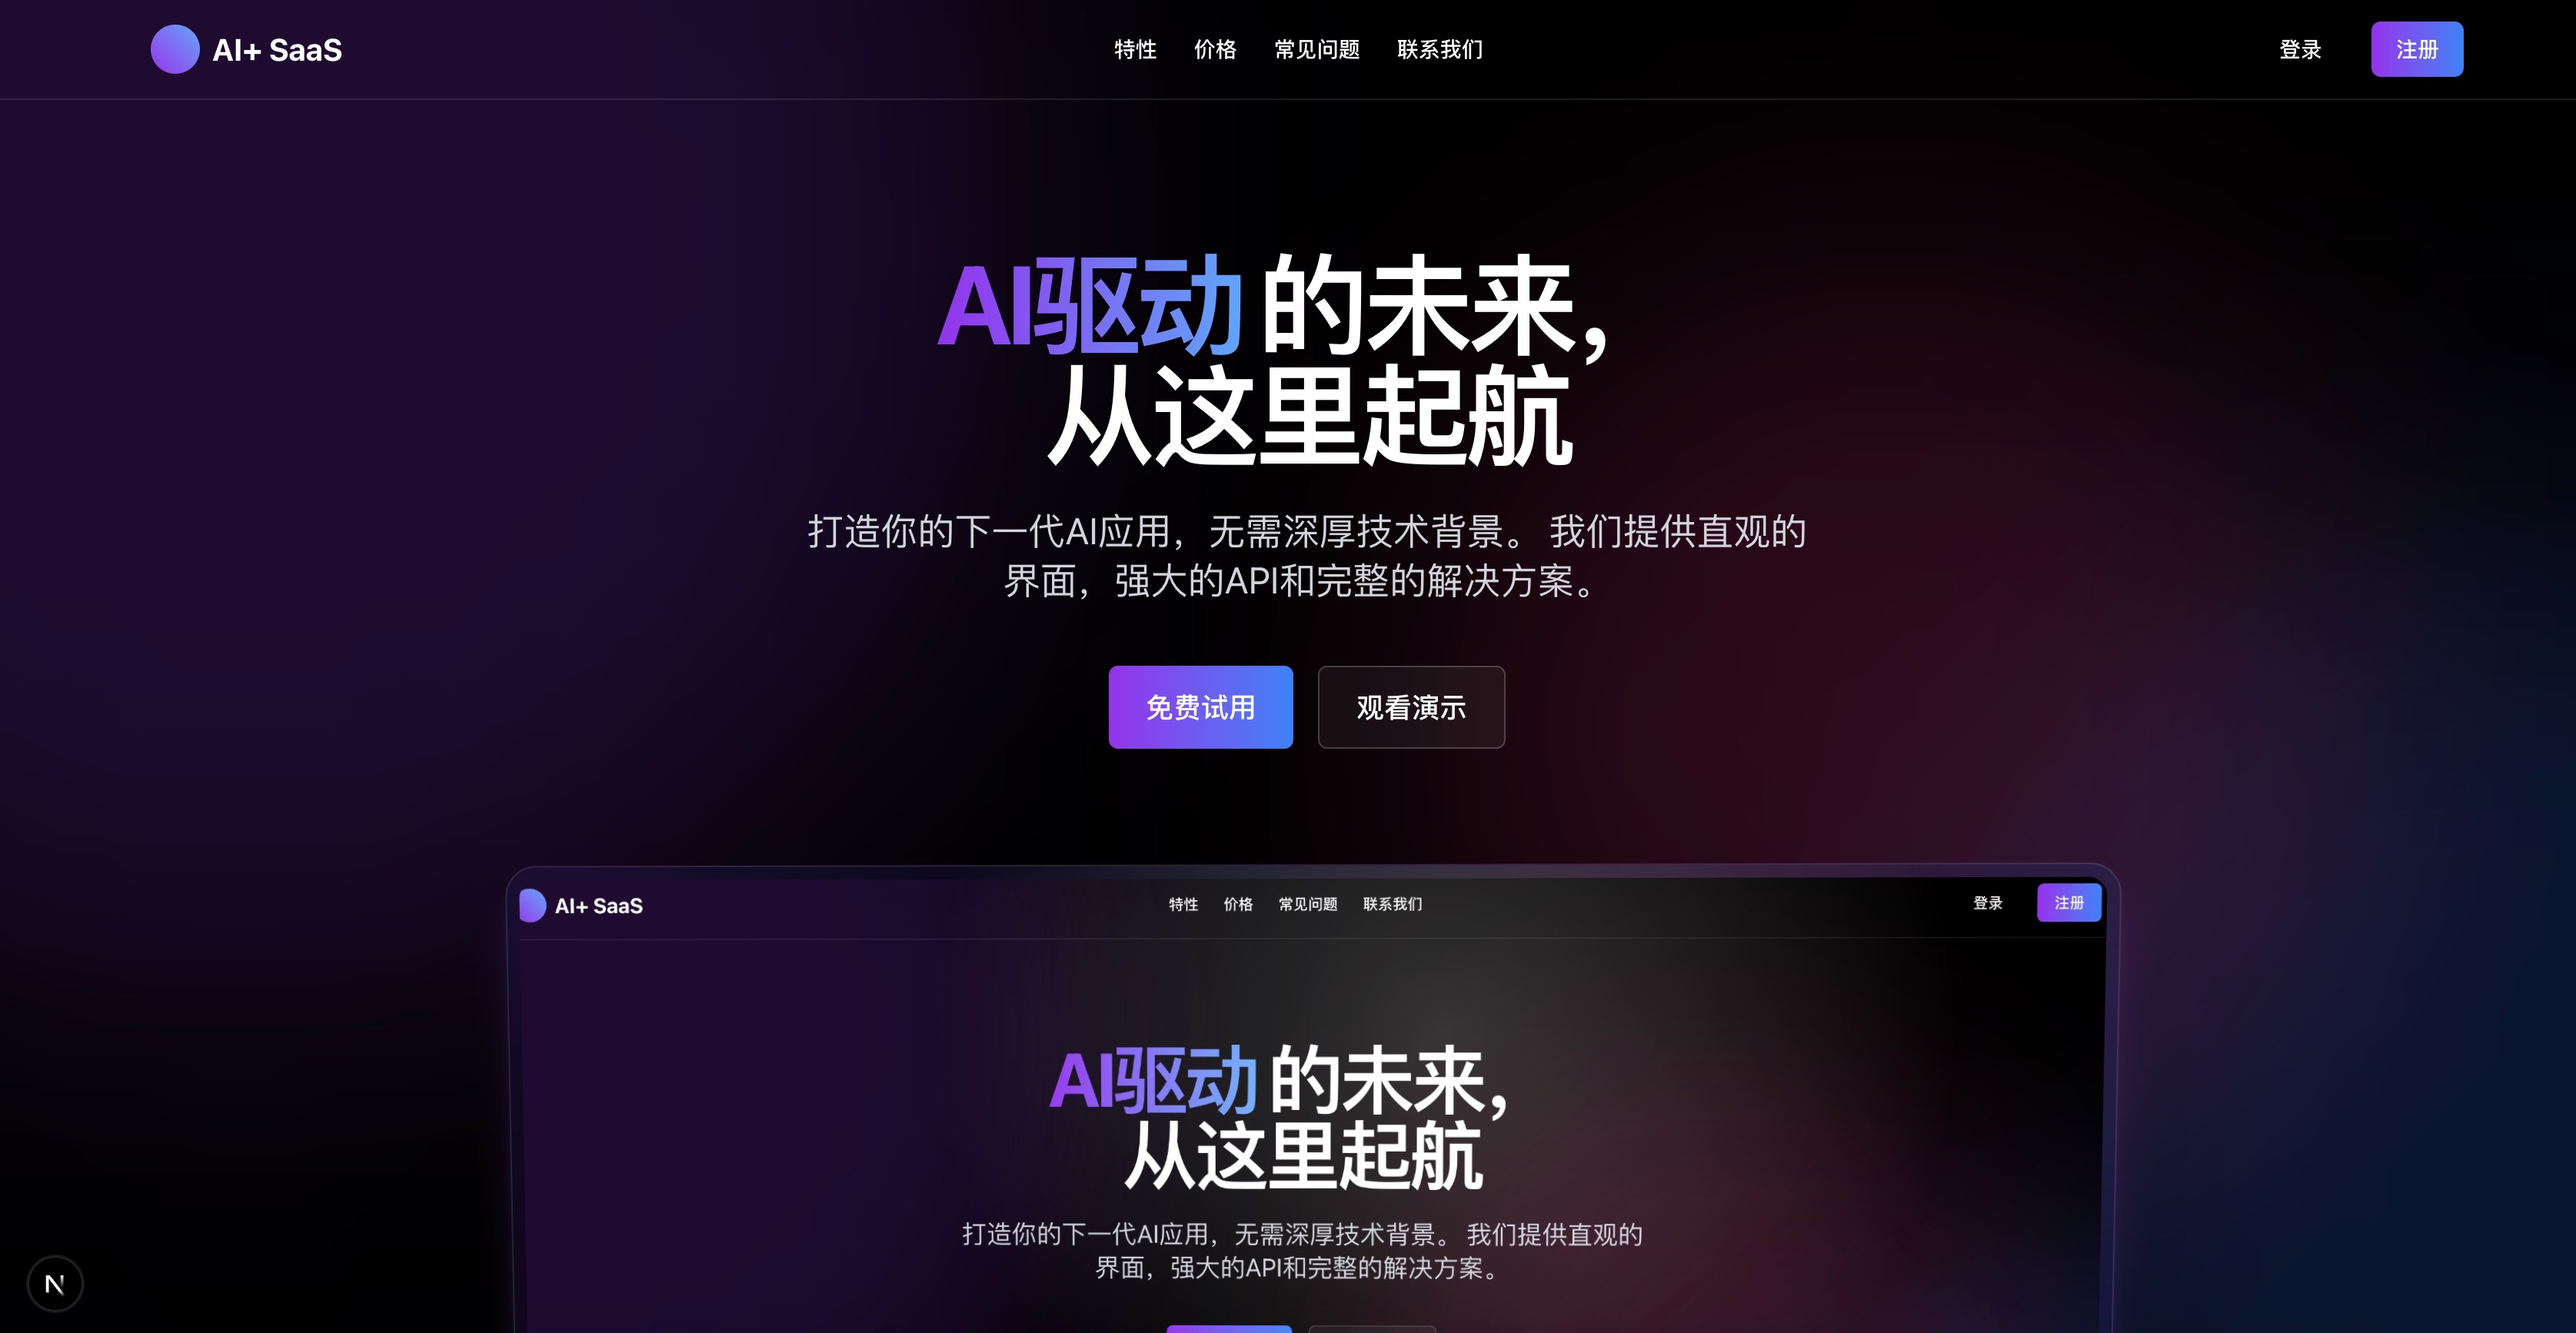 AI+ SaaS
特性 价格 常见问题 联系我们
登录 注册
AI驱动 的未来，
从这里起航
打造你的下一代AI应用，无需深厚技术背景。 我们提供直观的
界面，强大的API和完整的解决方案。
免费试用 观看演示
AI+ SaaS
特性 价格 常见问题 联系我们
登录 注册
AI驱动 的未来，
从这里起航
打造你的下一代AI应用，无需深厚技术背景。 我们提供直观的
界面，强大的API和完整的解决方案。
N